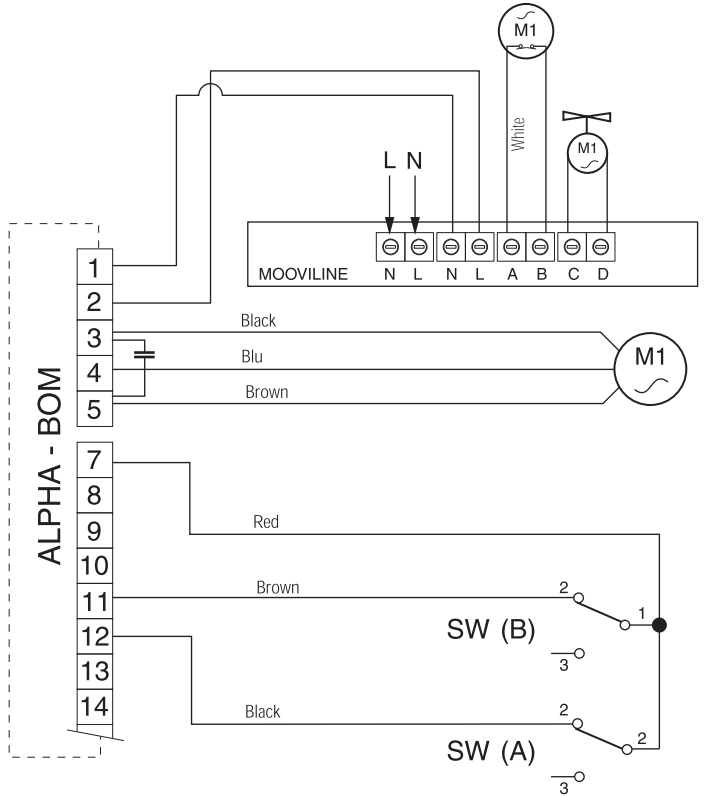 M1
White
M1
L N
MOOVILINE N L N L A B C D
ALPHA - BOM
1
2
3
4
5
Black
Blu
Brown
M1
7
8
9
10
11
12
13
14
Red
Brown
2
1
SW (B)
3
Black
2
2
SW (A)
3